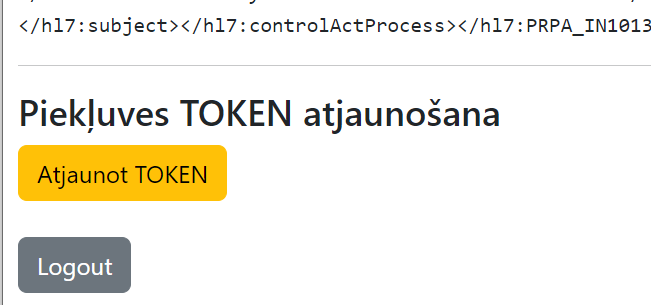 </hl7:subject></hl7:controlActProcess></hl7:PRPA_IN1013
Piekļuves TOKEN atjaunošana
Atjaunot TOKEN
Logout